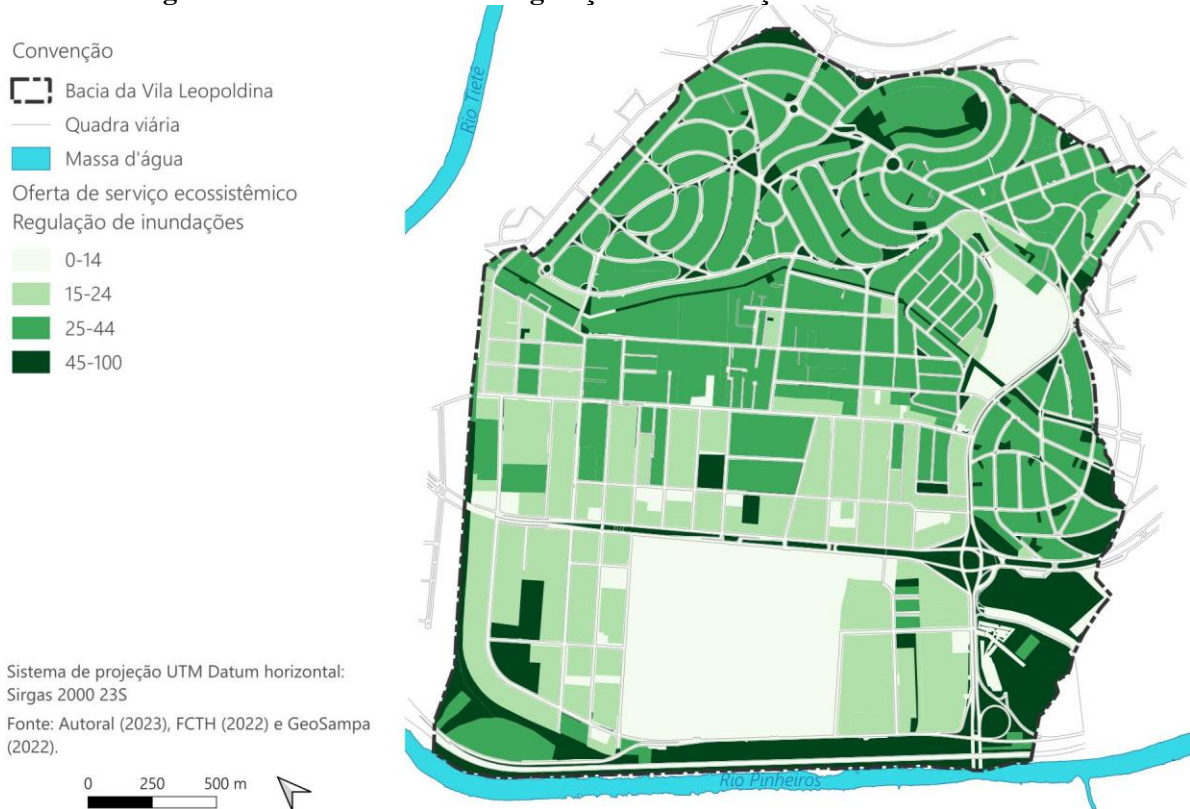 Convenção
Bacia da Vila Leopoldina
Quadra viária
Massa d'água
Oferta de serviço ecossistêmico
Regulação de inundações
0-14
15-24
25-44
45-100
Rio Tietê
Rio Pinheiros
Sistema de projeção UTM Datum horizontal:
Sirgas 2000 23S
Fonte: Autoral (2023), FCTH (2022) e GeoSampa
(2022).
0 250 500 m